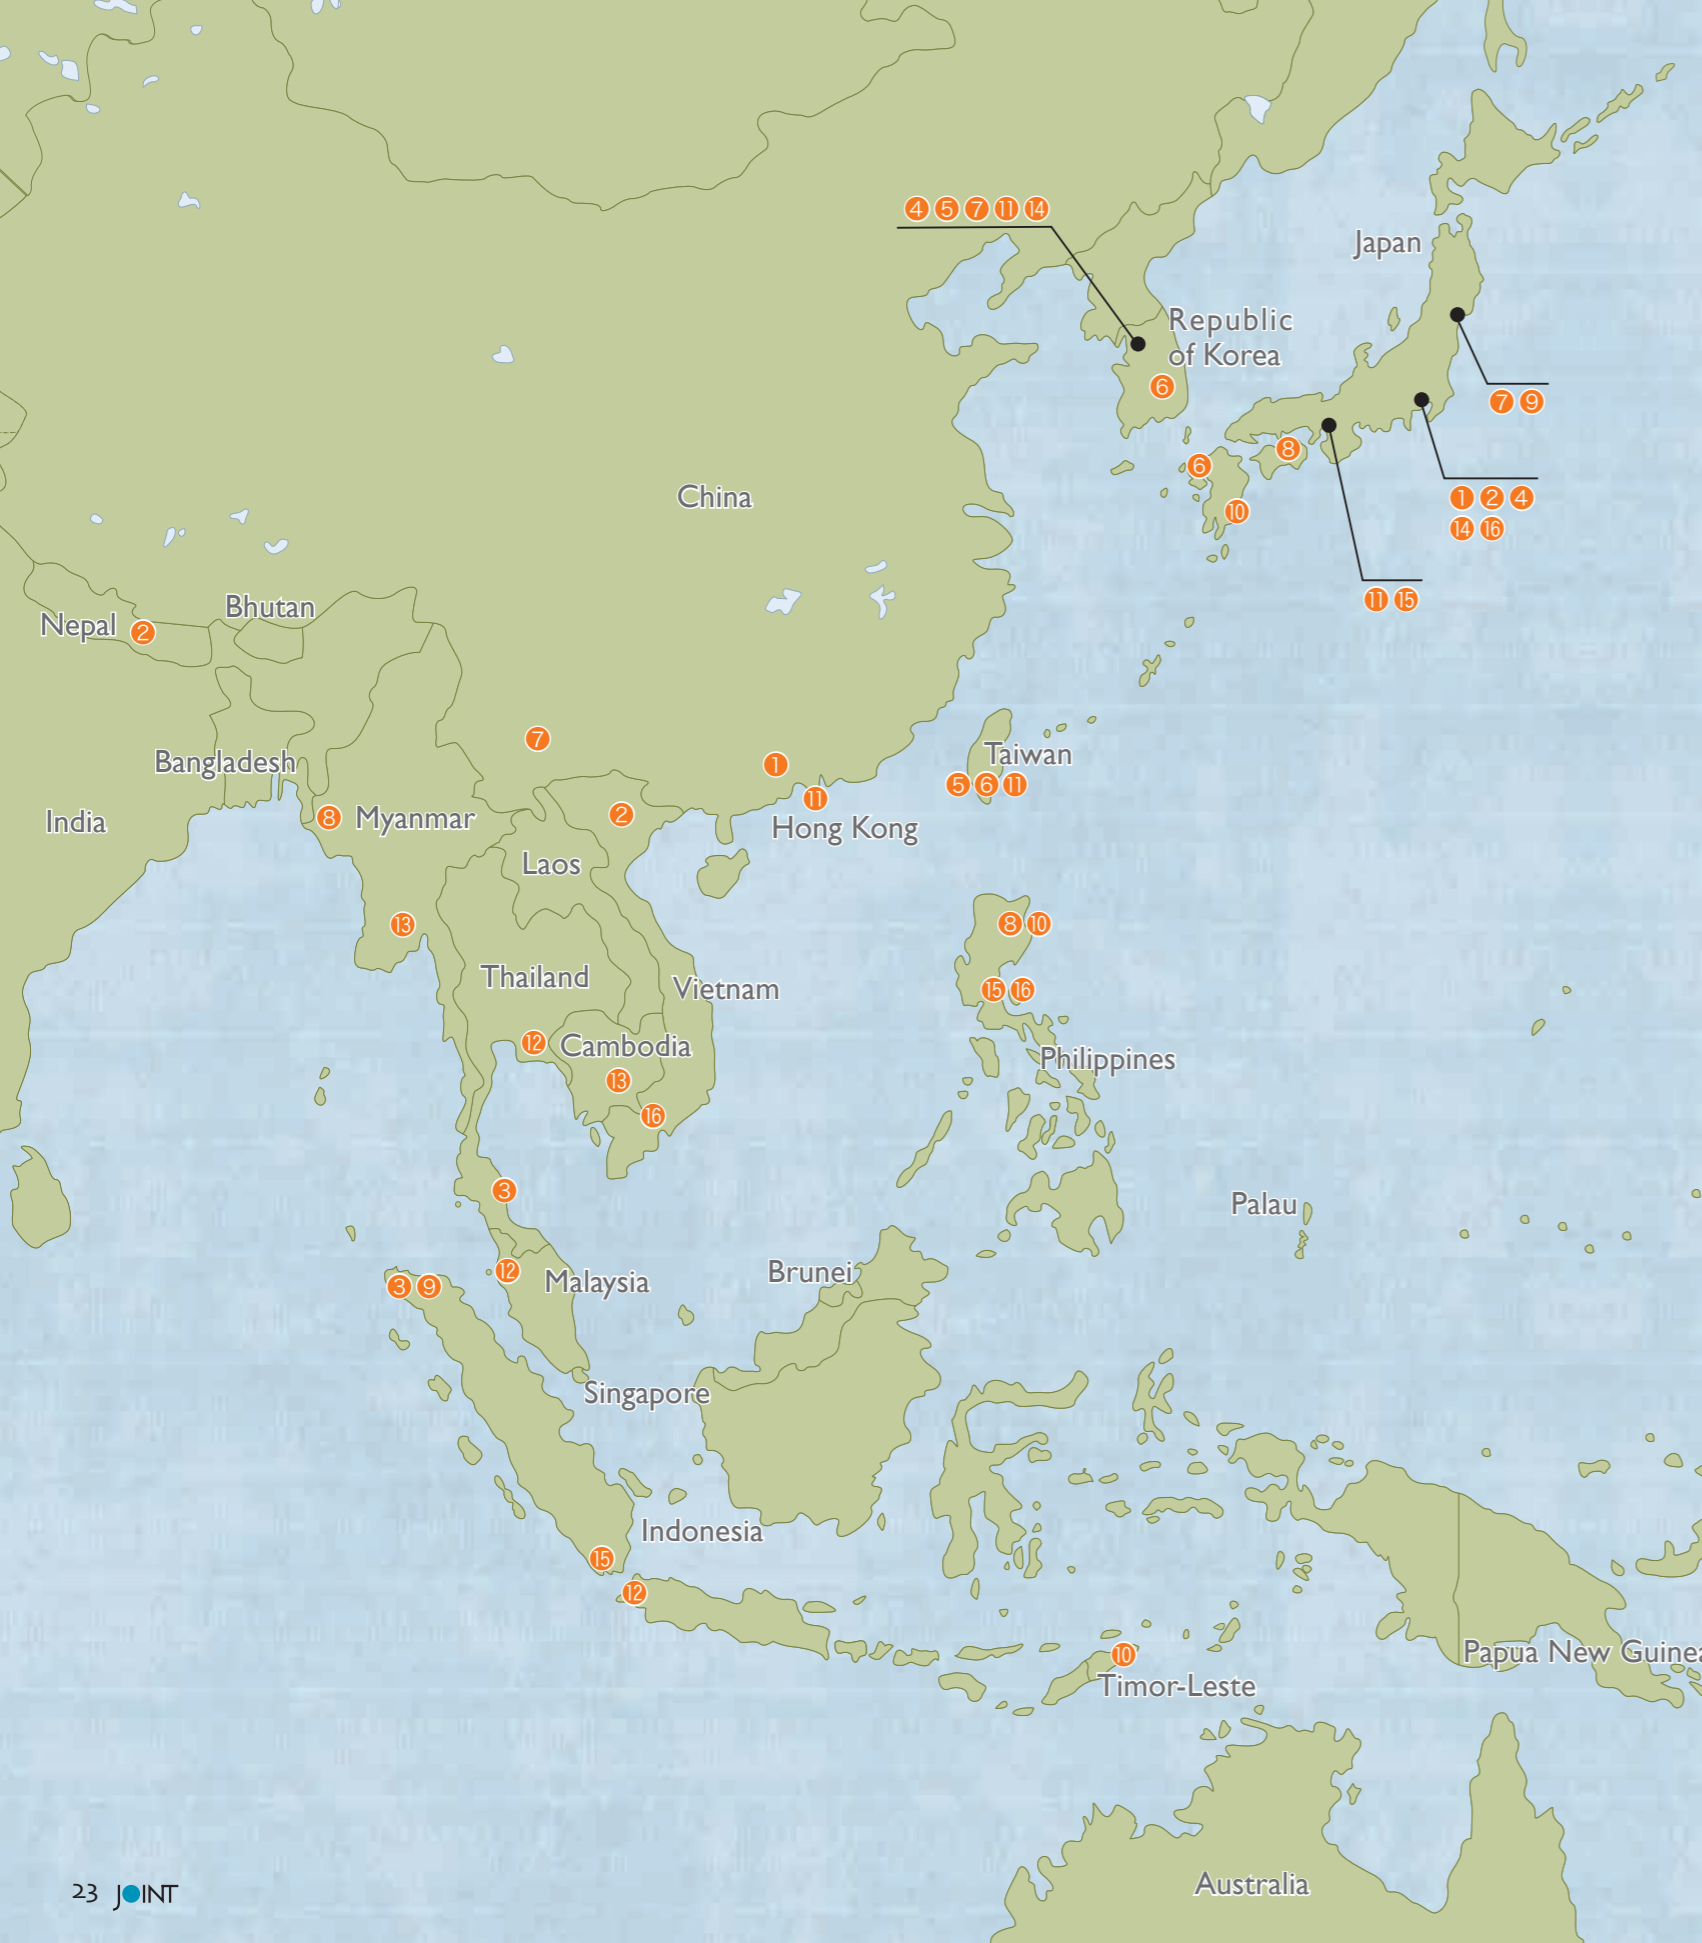 ④ ⑤ ⑦ ⑪ ⑭
Japan
Republic
of Korea
⑥
⑦ ⑨
⑧
⑥
China
① ② ④
⑩
⑭ ⑯
⑪ ⑮
Bhutan
Nepal ②
⑦
Taiwan
Bangladesh
①
⑤ ⑥ ⑪
⑪
②
⑧ Myanmar
India
Hong Kong
Laos
⑬
⑧ ⑩
Thailand
Vietnam
⑮ ⑯
⑫ Cambodia
Philippines
⑬
⑯
③
Palau
⑫
Brunei
Malaysia
③ ⑨
Singapore
Indonesia
⑮
⑫
⑩
Papua New Guinea
Timor-Leste
Australia
23 JOINT